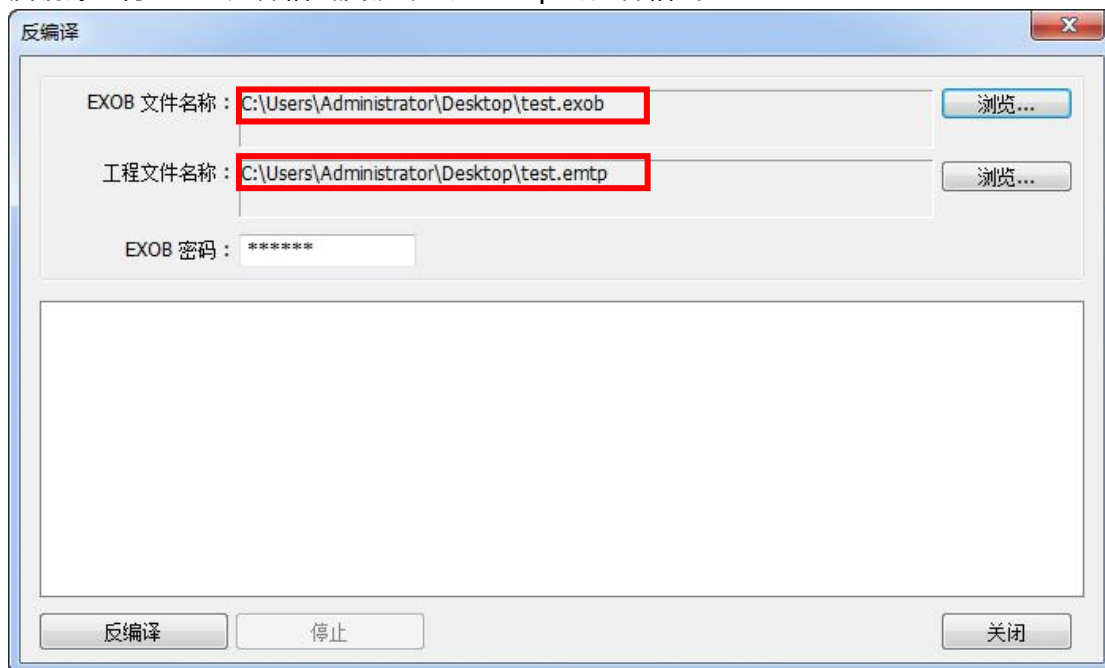 反编译
EXOB 文件名称： C:\Users\Administrator\Desktop\test.exob 浏览...
工程文件名称： C:\Users\Administrator\Desktop\test.emtp 浏览...
EXOB 密码： ******
反编译 停止 关闭